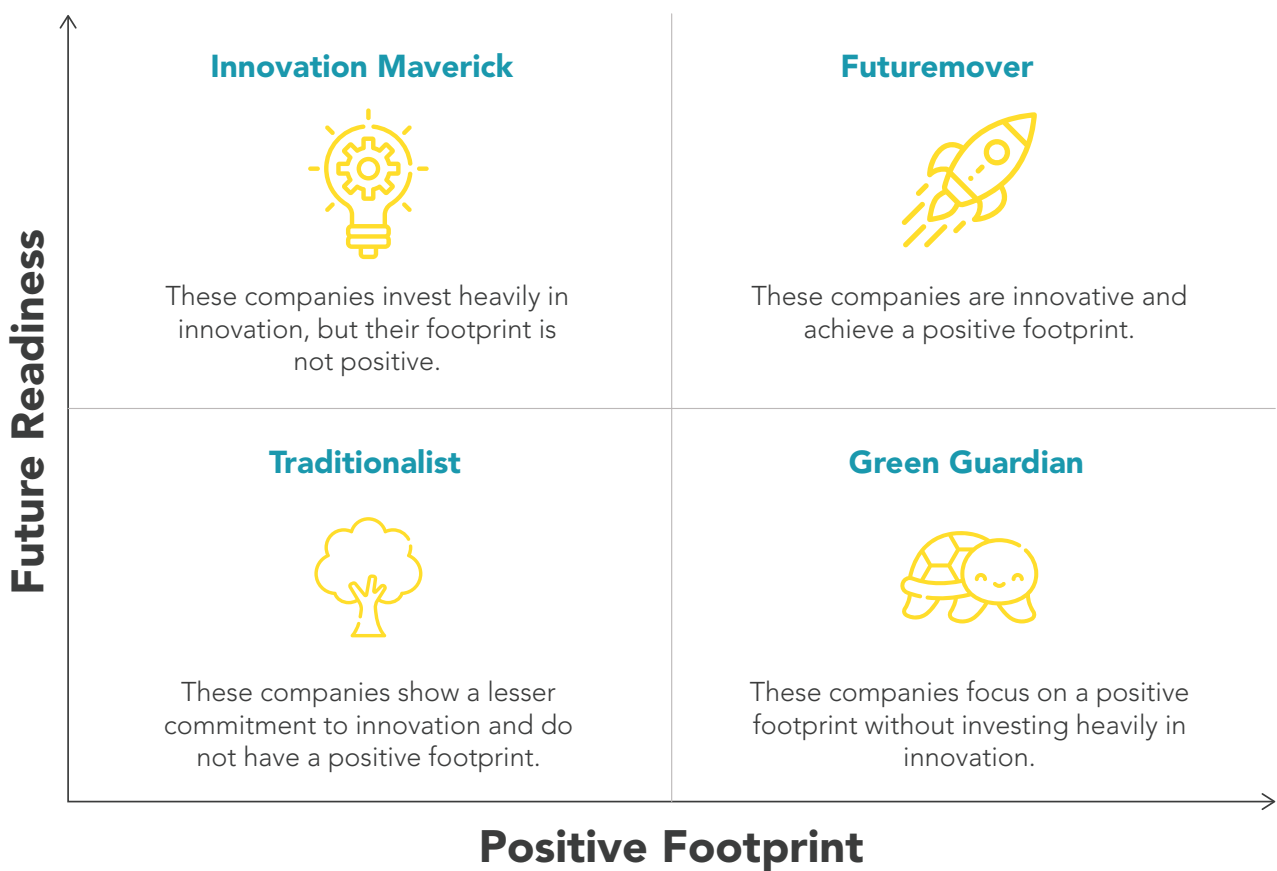 Future Readiness
Innovation Maverick
These companies invest heavily in
innovation, but their footprint is
not positive.
Futuremover
These companies are innovative and
achieve a positive footprint.
Traditionalist
These companies show a lesser
commitment to innovation and do
not have a positive footprint.
Green Guardian
These companies focus on a positive
footprint without investing heavily in
innovation.
Positive Footprint